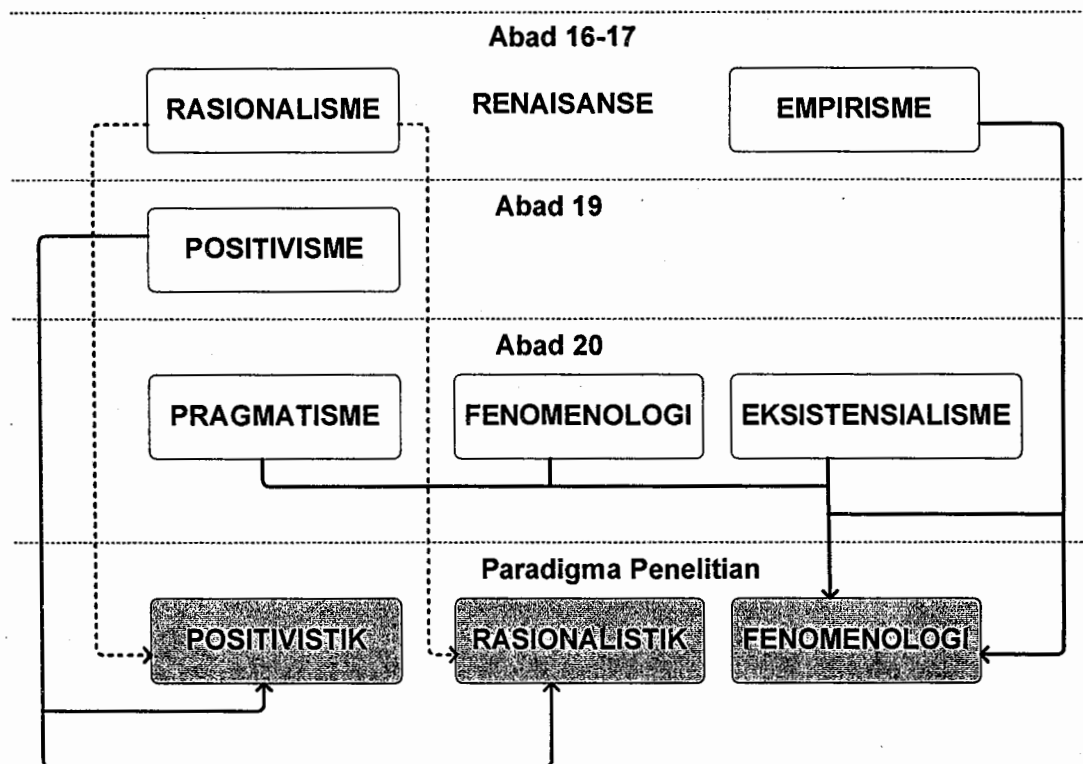 Abad 16-17
RASIONALISME
RENAISANSE
EMPIRISME
Abad 19
POSITIVISME
Abad 20
PRAGMATISME
FENOMENOLOGI
EKSISTENSIALISME
Paradigma Penelitian
POSITIVISTIK
RASIONALISTIK
FENOMENOLOGI